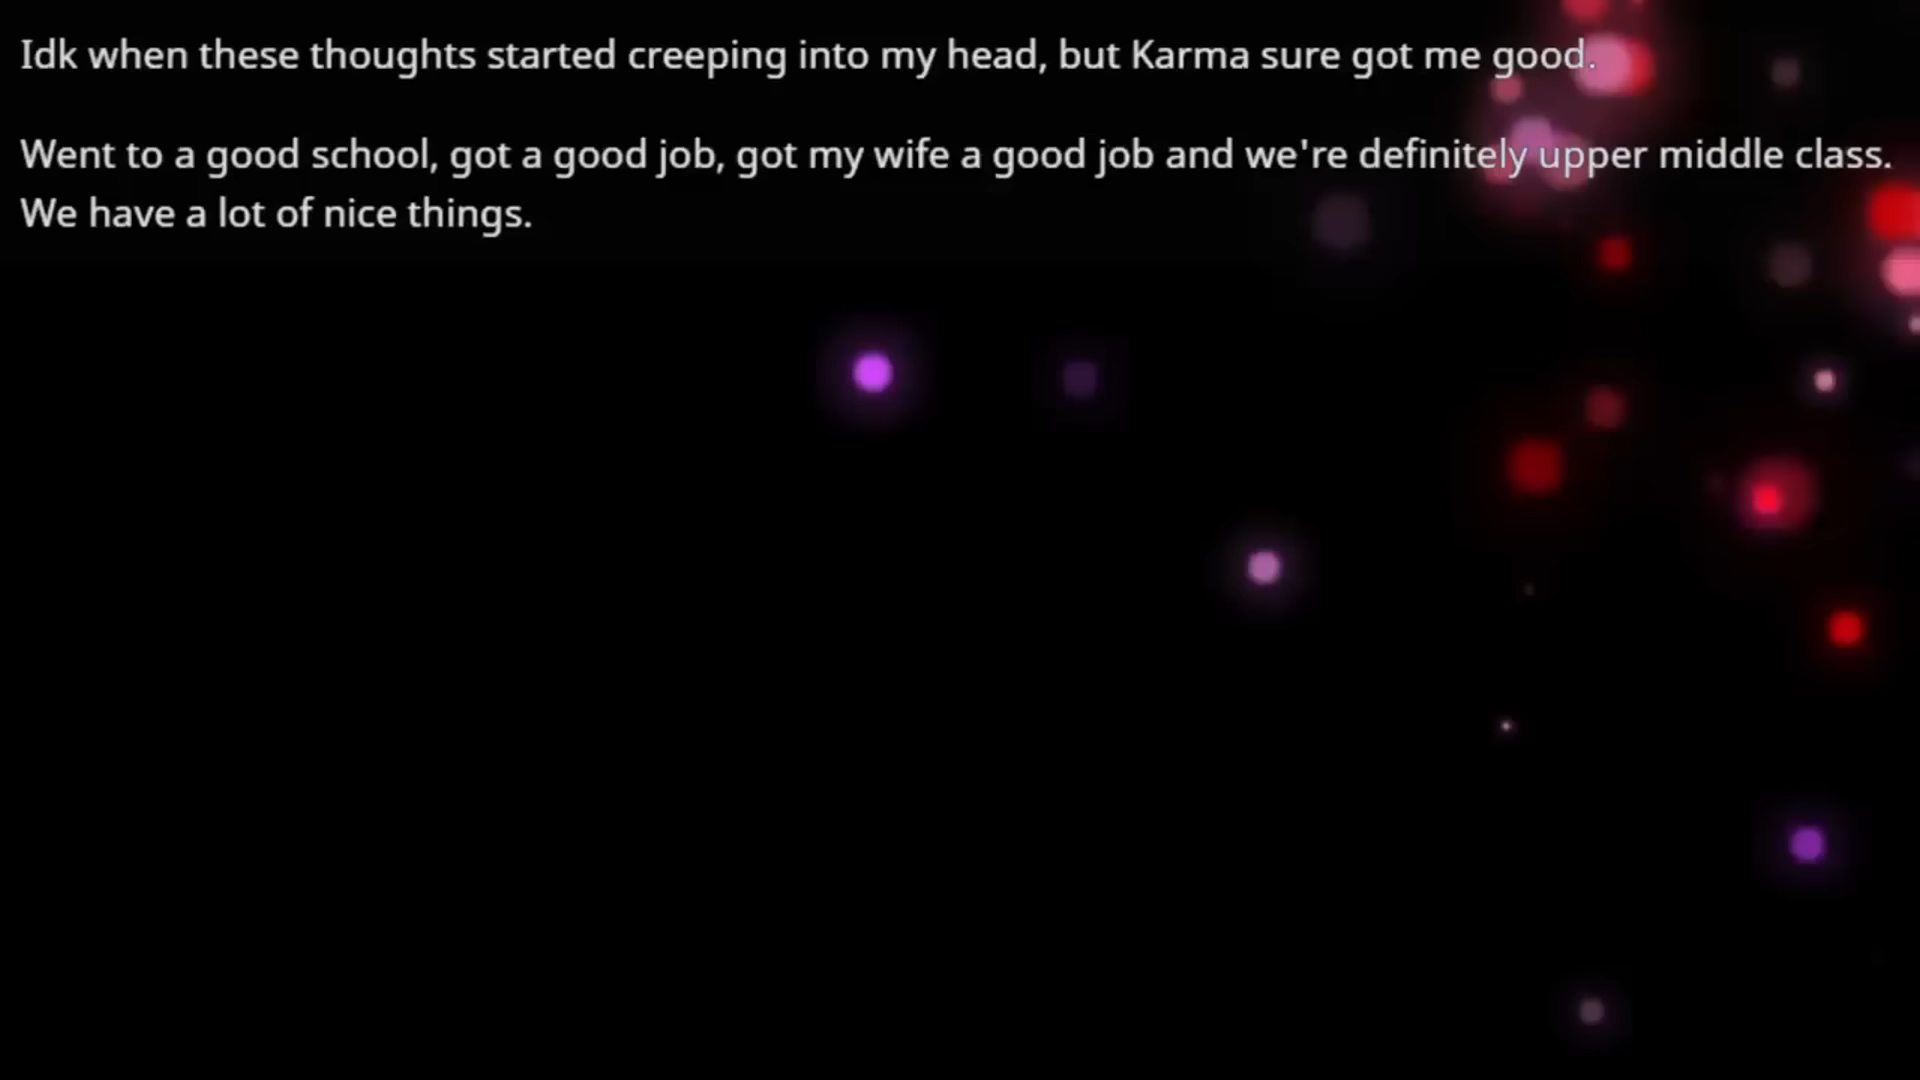 Idk when these thoughts started creeping into my head, but Karma sure got me good.
Went to a good school, got a good job, got my wife a good job and we're definitely upper middle class.
We have a lot of nice things.